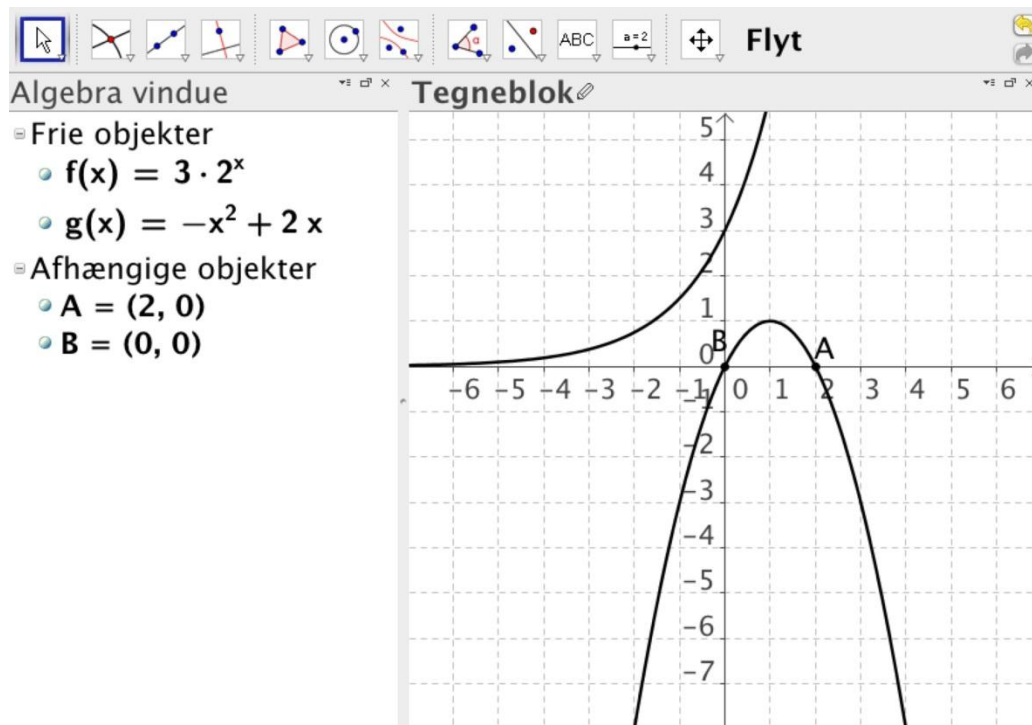 ABC a=2 Flyt
Algebra vindue
Tegneblok
Frie objekter
f(x) = 3 · 2ˣ
g(x) = −x² + 2 x
Afhængige objekter
A = (2, 0)
B = (0, 0)
5
4
3
2
1
0
B
A
−6 −5 −4 −3 −2 −1 0 1 2 3 4 5 6
−1
−2
−3
−4
−5
−6
−7
α